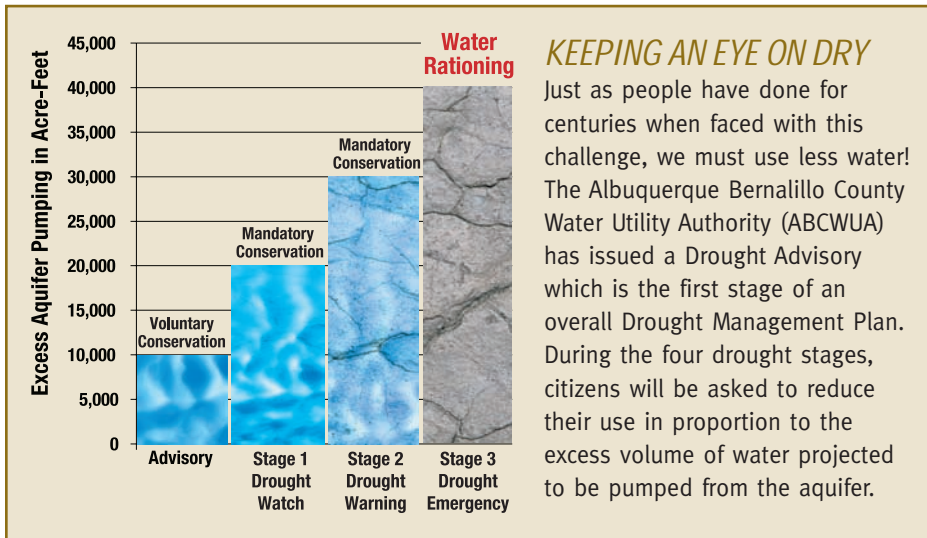 Excess Aquifer Pumping in Acre-Feet
45,000
40,000
35,000
30,000
25,000
20,000
15,000
10,000
5,000
0
Voluntary
Conservation
Mandatory
Conservation
Mandatory
Conservation
Water
Rationing
Advisory
Stage 1
Drought
Watch
Stage 2
Drought
Warning
Stage 3
Drought
Emergency
KEEPING AN EYE ON DRY
Just as people have done for
centuries when faced with this
challenge, we must use less water!
The Albuquerque Bernalillo County
Water Utility Authority (ABCWUA)
has issued a Drought Advisory
which is the first stage of an
overall Drought Management Plan.
During the four drought stages,
citizens will be asked to reduce
their use in proportion to the
excess volume of water projected
to be pumped from the aquifer.